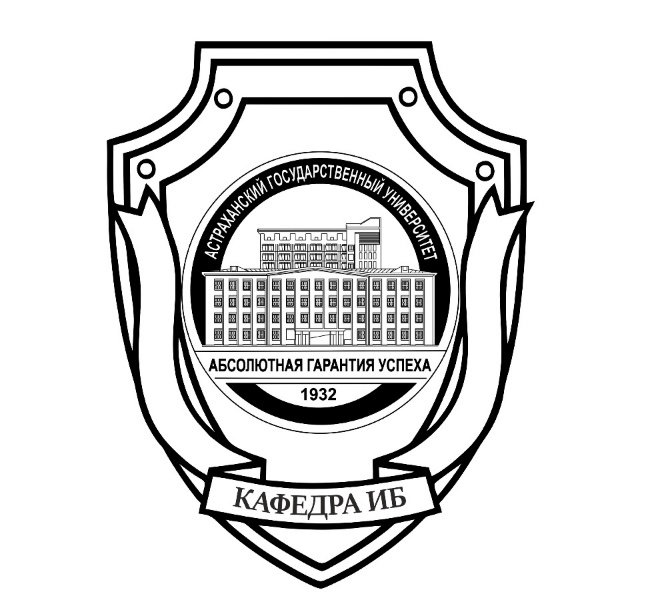 АСТРАХАНСКИЙ ГОСУДАРСТВЕННЫЙ УНИВЕРСИТЕТ
АБСОЛЮТНАЯ ГАРАНТИЯ УСПЕХА
1932
КАФЕДРА ИБ